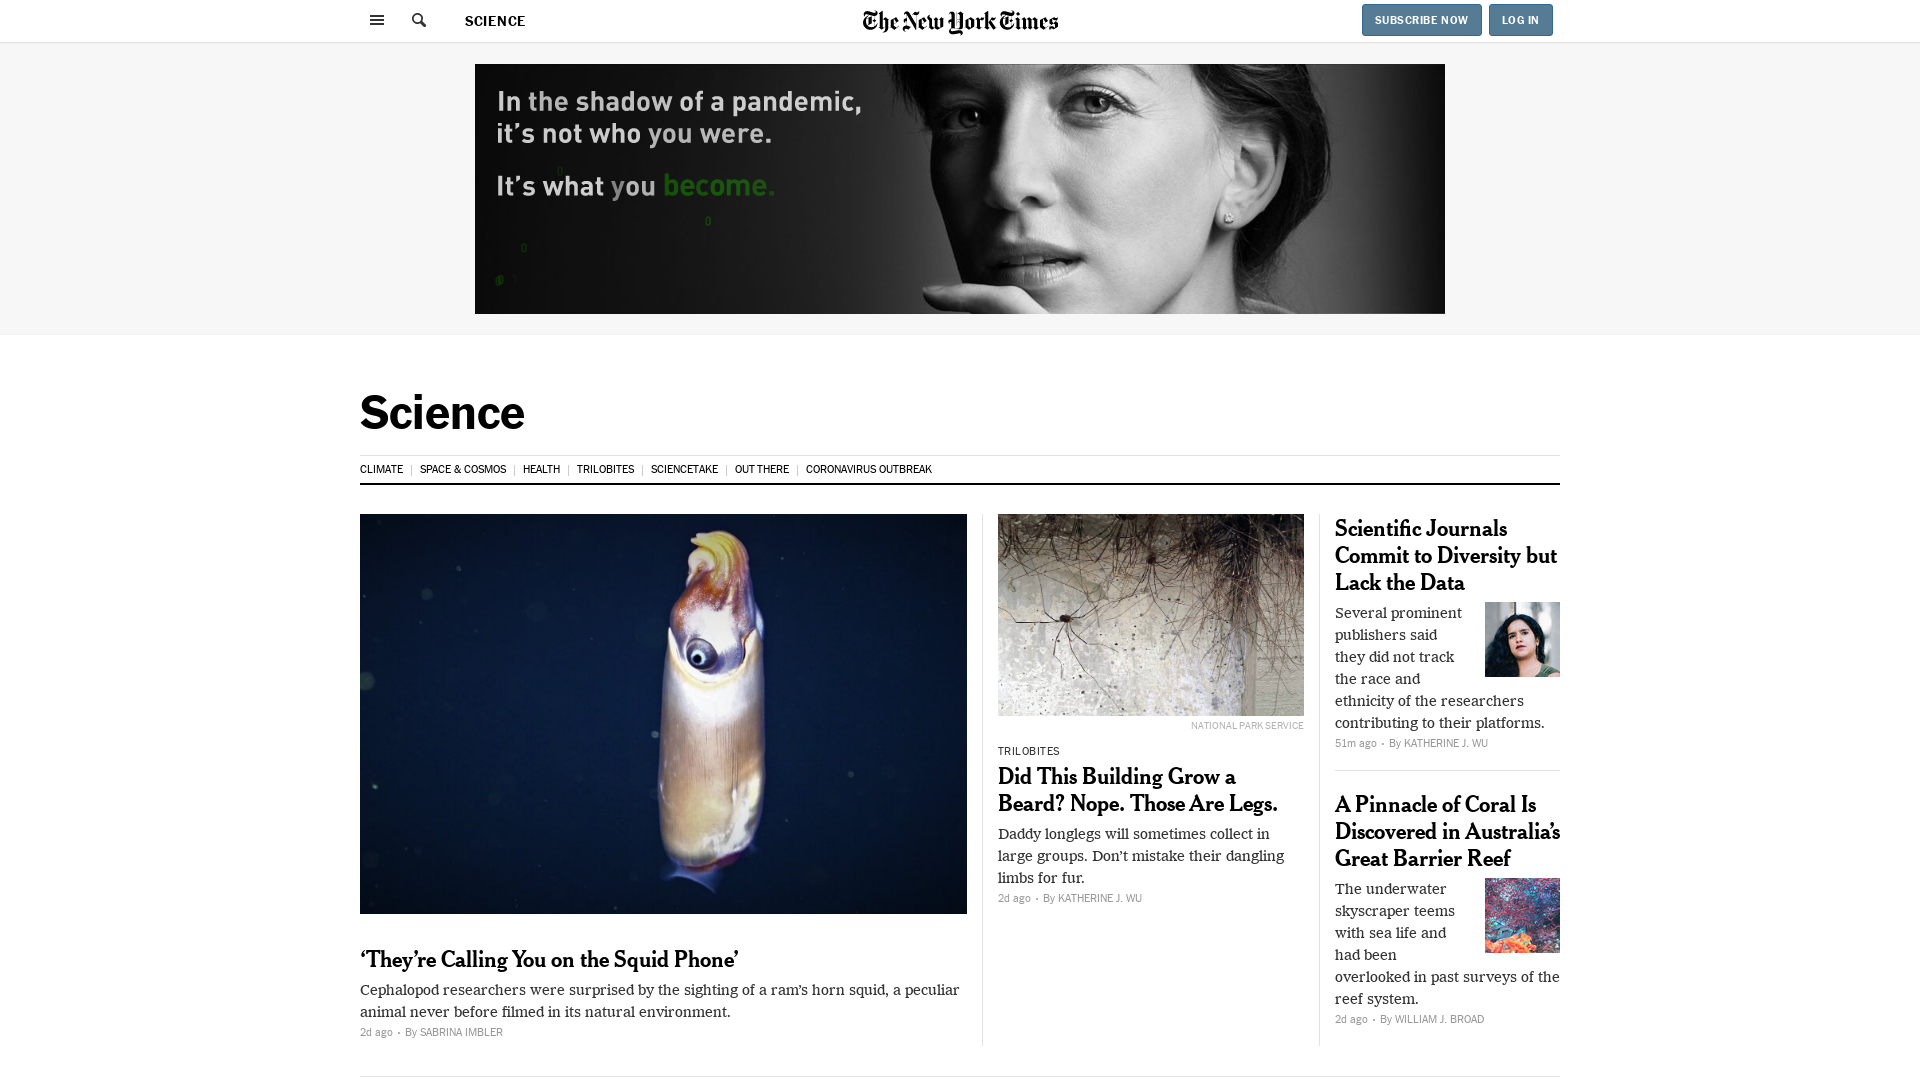 SCIENCE
The New York Times
SUBSCRIBE NOW
LOG IN
In the shadow of a pandemic,
it's not who you were.
It's what you become.
Science
CLIMATE
SPACE & COSMOS
HEALTH
TRILOBITES
SCIENCETAKE
OUT THERE
CORONAVIRUS OUTBREAK
‘They’re Calling You on the Squid Phone’
Cephalopod researchers were surprised by the sighting of a ram’s horn squid, a peculiar
animal never before filmed in its natural environment.
2d ago • By SABRINA IMBLER
NATIONAL PARK SERVICE
TRILOBITES
Did This Building Grow a
Beard? Nope. Those Are Legs.
Daddy longlegs will sometimes collect in
large groups. Don’t mistake their dangling
limbs for fur.
2d ago • By KATHERINE J. WU
Scientific Journals
Commit to Diversity but
Lack the Data
Several prominent
publishers said
they did not track
the race and
ethnicity of the researchers
contributing to their platforms.
51m ago • By KATHERINE J. WU
A Pinnacle of Coral Is
Discovered in Australia’s
Great Barrier Reef
The underwater
skyscraper teems
with sea life and
had been
overlooked in past surveys of the
reef system.
2d ago • By WILLIAM J. BROAD